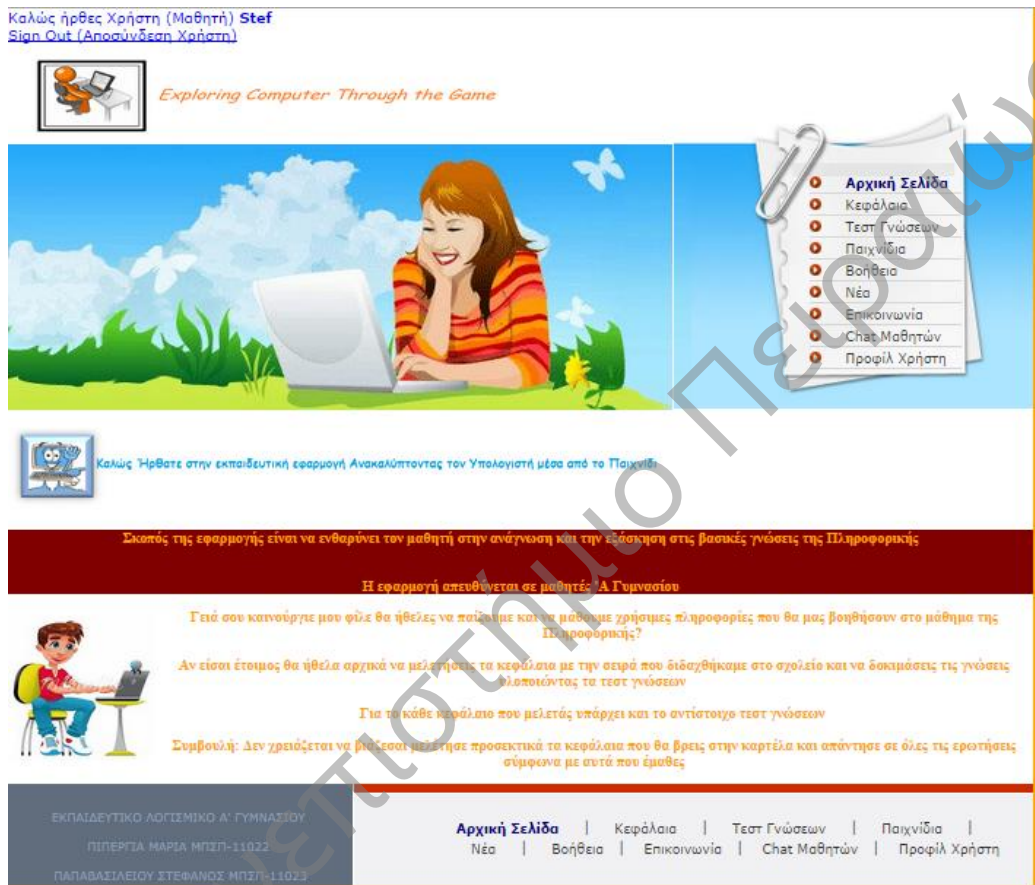 Καλώς ήρθες Χρήστη (Μαθητή) Stef
Sign Out (Αποσύνδεση Χρήστη)
Exploring Computer Through the Game
Αρχική Σελίδα
Κεφάλαια
Τεστ Γνώσεων
Παιχνίδια
Βοήθεια
Νέα
Επικοινωνία
Chat Μαθητών
Προφίλ Χρήστη
Καλώς Ήρθατε στην εκπαιδευτική εφαρμογή Ανακαλύπτοντας τον Υπολογιστή μέσα από το Παιχνίδι
Σκοπός της εφαρμογής είναι να ενθαρύνει τον μαθητή στην ανάγνωση και την εξάσκηση στις βασικές γνώσεις της Πληροφορικής
Η εφαρμογή απευθύνεται σε μαθητές 'Α Γυμνασίου
Γειά σου καινούργιε μου φίλε θα ήθελες να παίξουμε και να μάθουμε χρήσιμες πληροφορίες που θα μας βοηθήσουν στο μάθημα της
Πληροφορικής?
Αν είσαι έτοιμος θα ήθελα αρχικά να μελετήσεις τα κεφάλαια με την σειρά που διδαχθήκαμε στο σχολείο και να δοκιμάσεις τις γνώσεις
υλοποιώντας τα τεστ γνώσεων
Για το κάθε κεφάλαιο που μελετάς υπάρχει και το αντίστοιχο τεστ γνώσεων
Συμβουλή: Δεν χρειάζεται να βιάζεσαι μελέτησε προσεκτικά τα κεφάλαια που θα βρεις στην καρτέλα και απάντησε σε όλες τις ερωτήσεις
σύμφωνα με αυτά που έμαθες
ΕΚΠΑΙΔΕΥΤΙΚΟ ΛΟΓΙΣΜΙΚΟ Α' ΓΥΜΝΑΣΙΟΥ
ΠΙΠΕΡΓΙΑ ΜΑΡΙΑ ΜΠΣΠ-11022
ΠΑΠΑΒΑΣΙΛΕΙΟΥ ΣΤΕΦΑΝΟΣ ΜΠΣΠ-11023
Αρχική Σελίδα | Κεφάλαια | Τεστ Γνώσεων | Παιχνίδια |
Νέα | Βοήθεια | Επικοινωνία | Chat Μαθητών | Προφίλ Χρήστη